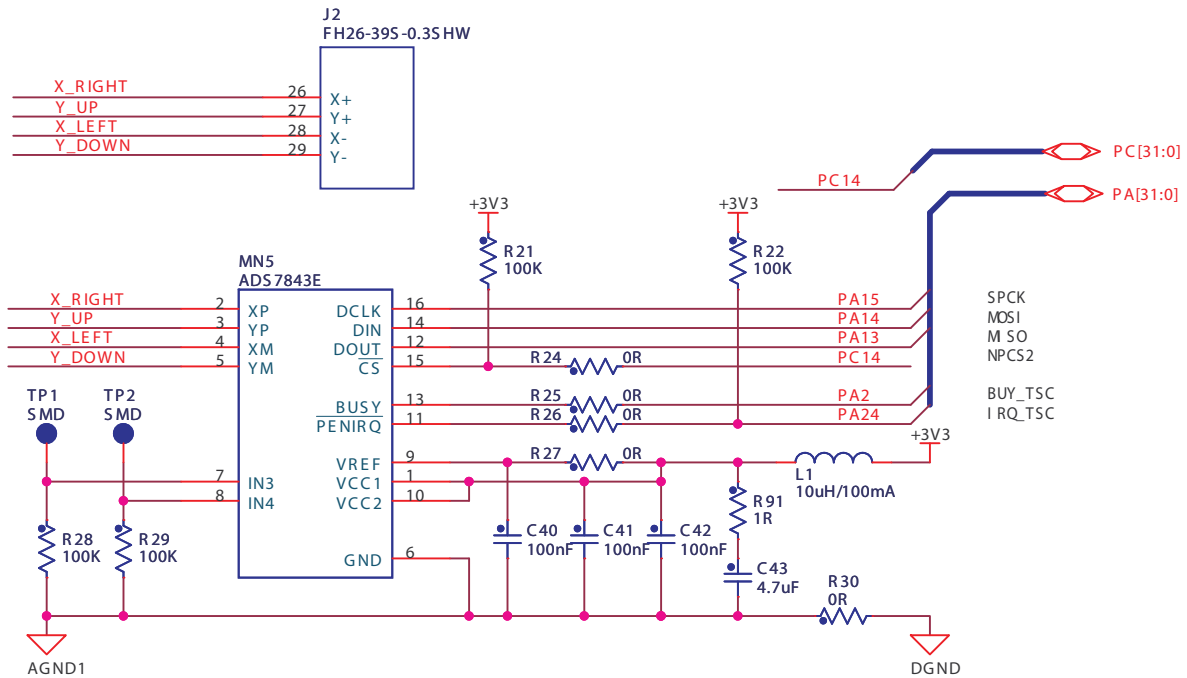 J2
FH26-39S-0.3SHW
X_RIGHT 26 X+
Y_UP 27 Y+
X_LEFT 28 X-
Y_DOWN 29 Y-
PC[31:0]
PC14
PA[31:0]
+3V3 +3V3
R21
100K
R22
100K
MN5
ADS7843E
X_RIGHT 2 XP DCLK 16 PA15 SPCK
Y_UP 3 YP DIN 14 PA14 MOSI
X_LEFT 4 XM DOUT 12 PA13 MISO
Y_DOWN 5 YM CS 15 R24 0R PC14 NPCS2
TP1
SMD
TP2
SMD
BUSY 13 R25 0R PA2 BUY_TSC
PENIRQ 11 R26 0R PA24 IRQ_TSC
+3V3
VREF 9 R27 0R
L1
10uH/100mA
7 IN3 VCC1 1
8 IN4 VCC2 10
R91
1R
R28
100K
R29
100K
C40
100nF
C41
100nF
C42
100nF
GND 6
C43
4.7uF
R30
0R
AGND1 DGND